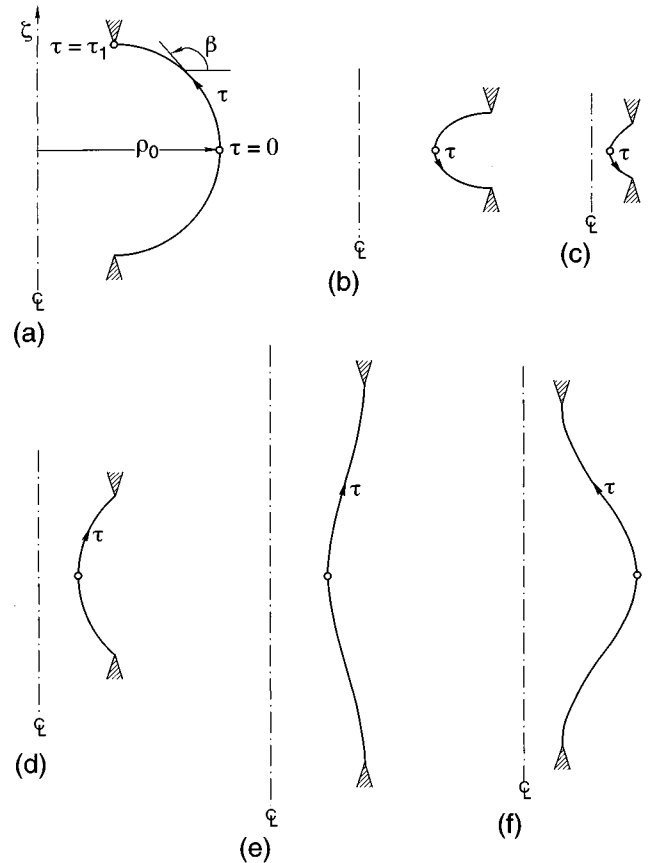 ζ
τ = τ₁
β
τ
ρ₀
τ = 0
℄
(a)
τ
℄
(b)
τ
℄
(c)
τ
℄
(d)
τ
℄
(e)
τ
℄
(f)